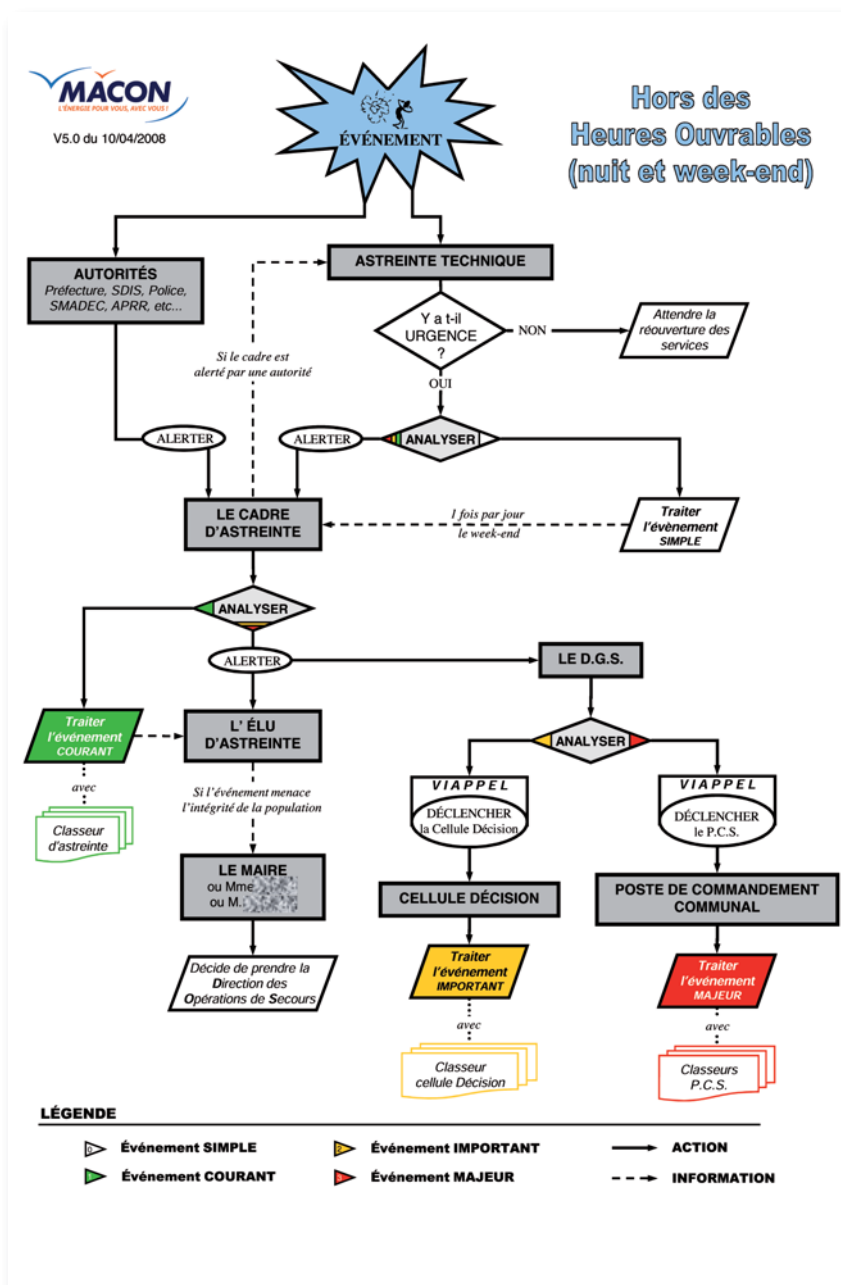 MÂCON
L'ÉNERGIE POUR VOUS, AVEC VOUS !
V5.0 du 10/04/2008
ÉVÉNEMENT
Hors des
Heures Ouvrables
(nuit et week-end)
AUTORITÉS
Préfecture, SDIS, Police,
SMADEC, APRR, etc...
ASTREINTE TECHNIQUE
Y a t-il
URGENCE
?
NON
Attendre la
réouverture des
services
OUI
Si le cadre est
alerté par une autorité
ALERTER
ALERTER
ANALYSER
LE CADRE
D'ASTREINTE
1 fois par jour
le week-end
Traiter
l'évènement
SIMPLE
ANALYSER
ALERTER
LE D.G.S.
Traiter
l'événement
COURANT
L' ÉLU
D'ASTREINTE
ANALYSER
avec
Classeur
d'astreinte
Si l'événement menace
l'intégrité de la population
VIAPPEL
DÉCLENCHER
la Cellule Décision
VIAPPEL
DÉCLENCHER
le P.C.S.
LE MAIRE
ou Mme
ou M.
CELLULE DÉCISION
POSTE DE COMMANDEMENT
COMMUNAL
Décide de prendre la
Direction des
Opérations de Secours
Traiter
l'événement
IMPORTANT
Traiter
l'événement
MAJEUR
avec
Classeur
cellule Décision
avec
Classeurs
P.C.S.
LÉGENDE
0 Événement SIMPLE
2 Événement IMPORTANT
ACTION
1 Événement COURANT
3 Événement MAJEUR
INFORMATION